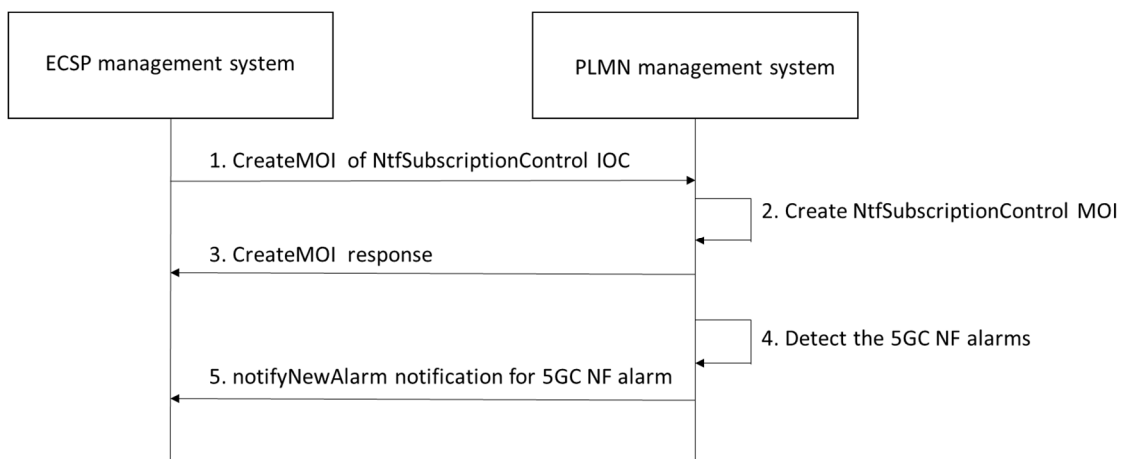 ECSP management system
PLMN management system
1. CreateMOI of NtfSubscriptionControl IOC
2. Create NtfSubscriptionControl MOI
3. CreateMOI response
4. Detect the 5GC NF alarms
5. notifyNewAlarm notification for 5GC NF alarm